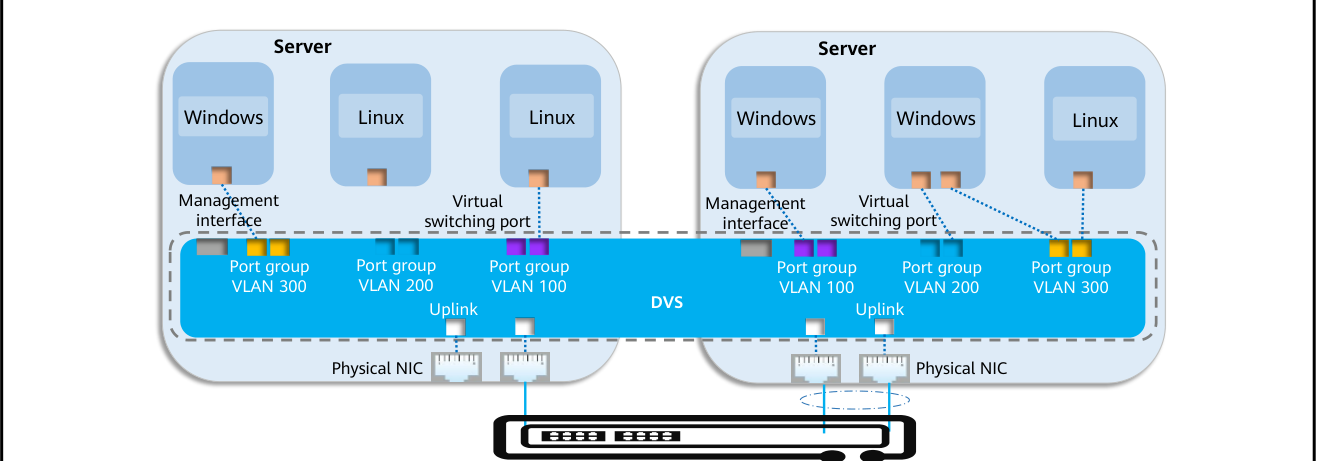 Server
Server
Windows
Linux
Linux
Windows
Windows
Linux
Management
interface
Virtual
switching port
Management
interface
Virtual
switching port
Port group
VLAN 300
Port group
VLAN 200
Port group
VLAN 100
Port group
VLAN 100
Port group
VLAN 200
Port group
VLAN 300
DVS
Uplink
Uplink
Physical NIC
Physical NIC